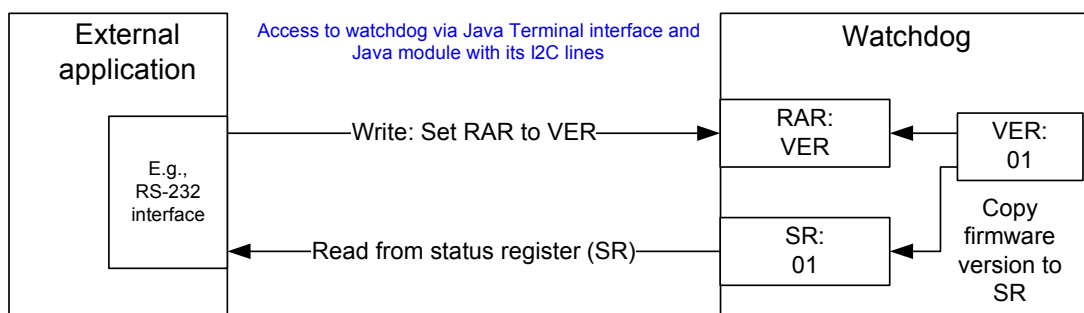 External
application
Access to watchdog via Java Terminal interface and
Java module with its I2C lines
Watchdog
E.g.,
RS-232
interface
Write: Set RAR to VER
RAR:
VER
VER:
01
Read from status register (SR)
SR:
01
Copy
firmware
version to
SR